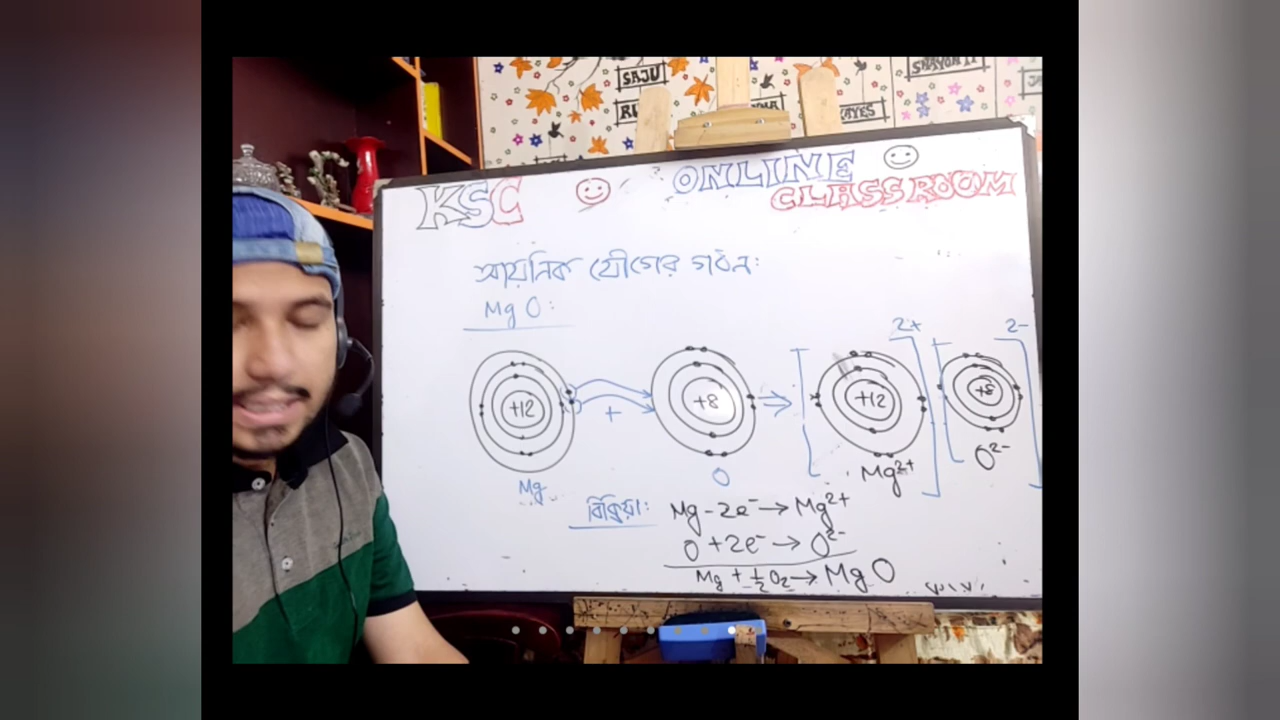 SAJU
KSC ONLINE
CLASS ROOM
আয়নিক যৌগের গঠন:
MgO:
2+ 2-
+12 + +8 +12 +8
Mg O Mg²⁺ O²⁻
বিক্রিয়া: Mg-2e⁻→Mg²⁺
O+2e⁻→O²⁻
Mg+½O₂→MgO